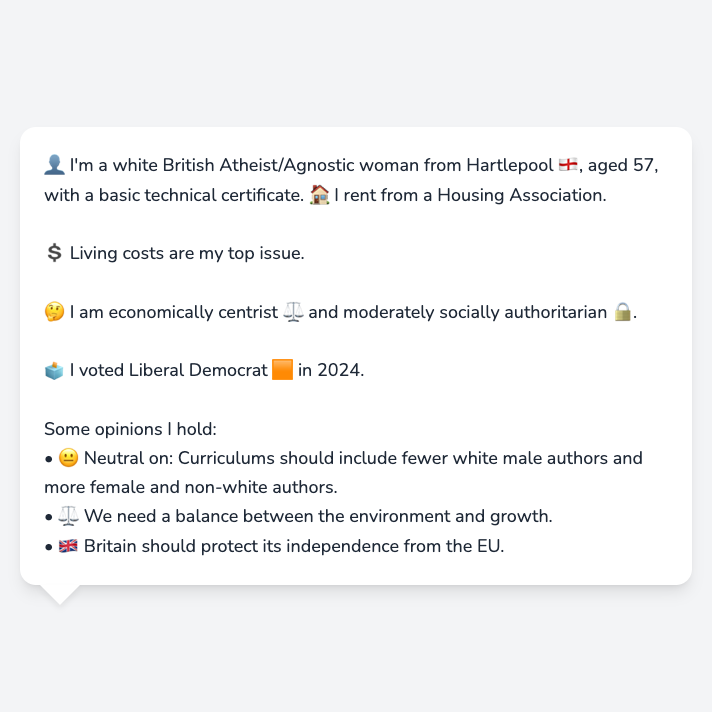 👤 I'm a white British Atheist/Agnostic woman from Hartlepool 🏴󠁧󠁢󠁥󠁮󠁧󠁿, aged 57,
with a basic technical certificate. 🏠 I rent from a Housing Association.
💲 Living costs are my top issue.
🤔 I am economically centrist ⚖️ and moderately socially authoritarian 🔒.
🗳️ I voted Liberal Democrat 🟧 in 2024.
Some opinions I hold:
• 😐 Neutral on: Curriculums should include fewer white male authors and
more female and non-white authors.
• ⚖️ We need a balance between the environment and growth.
• 🇬🇧 Britain should protect its independence from the EU.